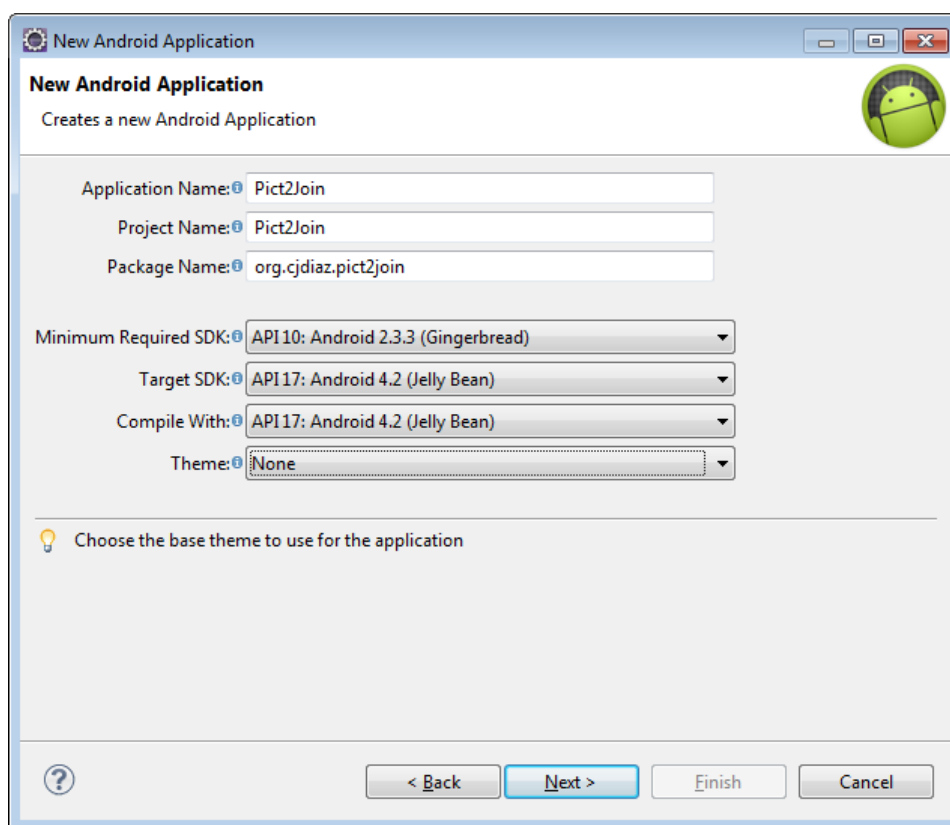 New Android Application
New Android Application
Creates a new Android Application
Application Name: Pict2Join
Project Name: Pict2Join
Package Name: org.cjdiaz.pict2join
Minimum Required SDK: API 10: Android 2.3.3 (Gingerbread)
Target SDK: API 17: Android 4.2 (Jelly Bean)
Compile With: API 17: Android 4.2 (Jelly Bean)
Theme: None
Choose the base theme to use for the application
? < Back Next > Finish Cancel